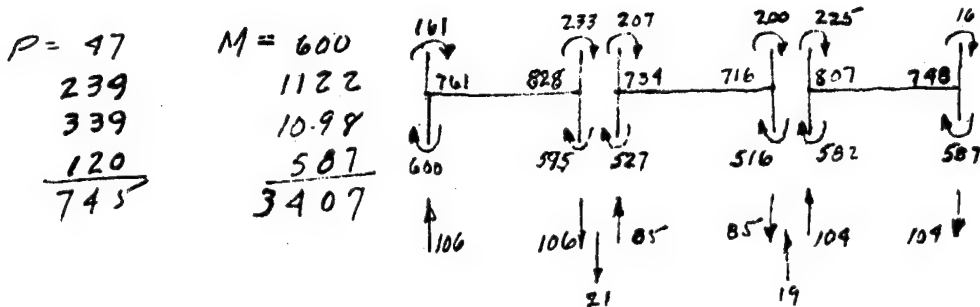 P = 47 M = 600
239 1122
339 10.98
120 587
745 3407
161 233 207 200 225 16
761 828 734 716 807 748
600 595 527 516 582 587
106 106 85 85 104 104
21 19